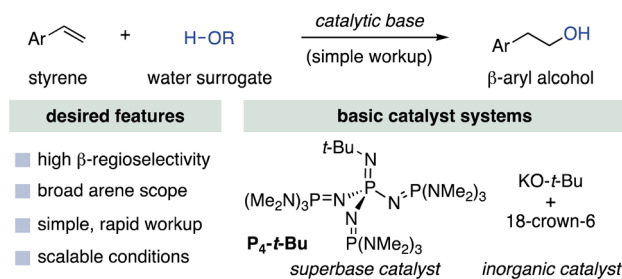 Ar + H–OR catalytic base (simple workup) Ar OH
styrene water surrogate β-aryl alcohol
desired features
high β-regioselectivity
broad arene scope
simple, rapid workup
scalable conditions
basic catalyst systems
t-Bu
N
(Me2N)3P=N P N P(NMe2)3
N
P4-t-Bu P(NMe2)3
superbase catalyst
KO-t-Bu
+
18-crown-6
inorganic catalyst